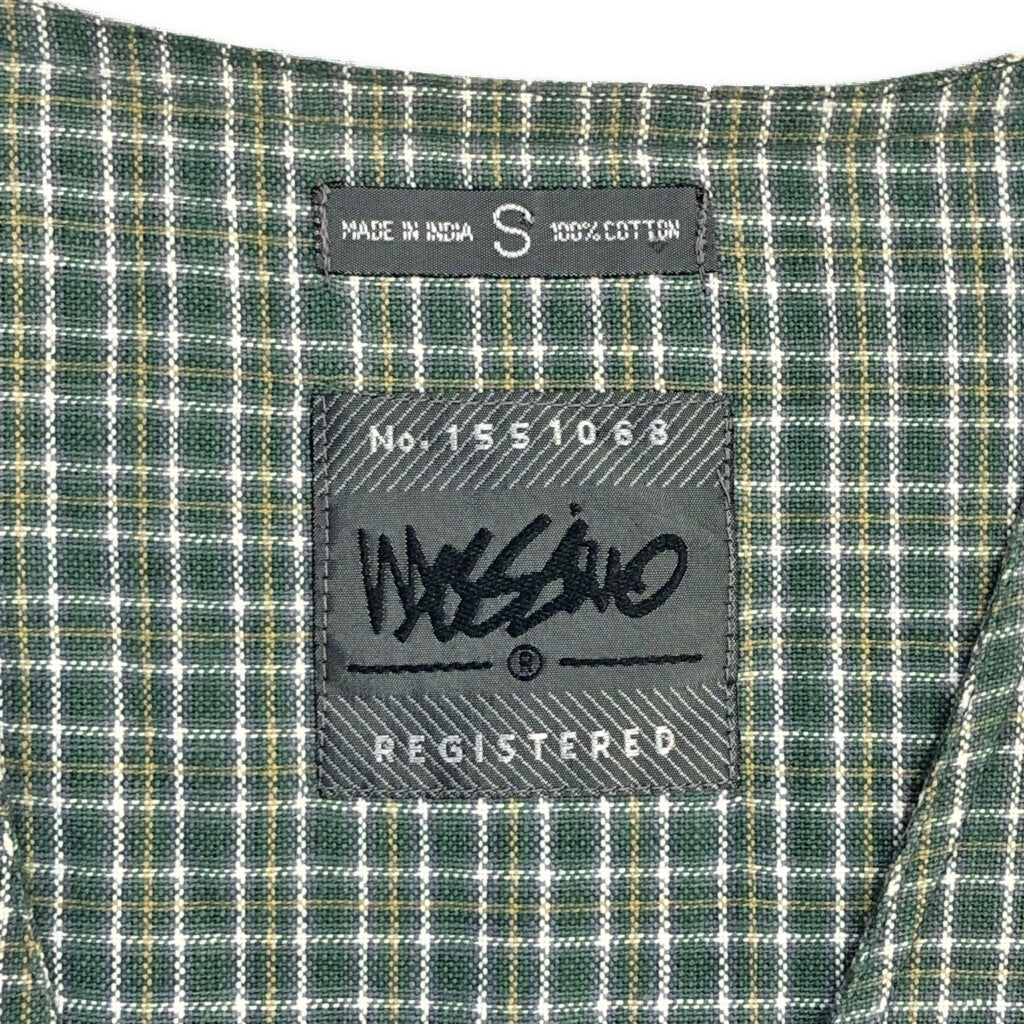 MADE IN INDIA S 100% COTTON
No. 1551068
mossimo
®
REGISTERED